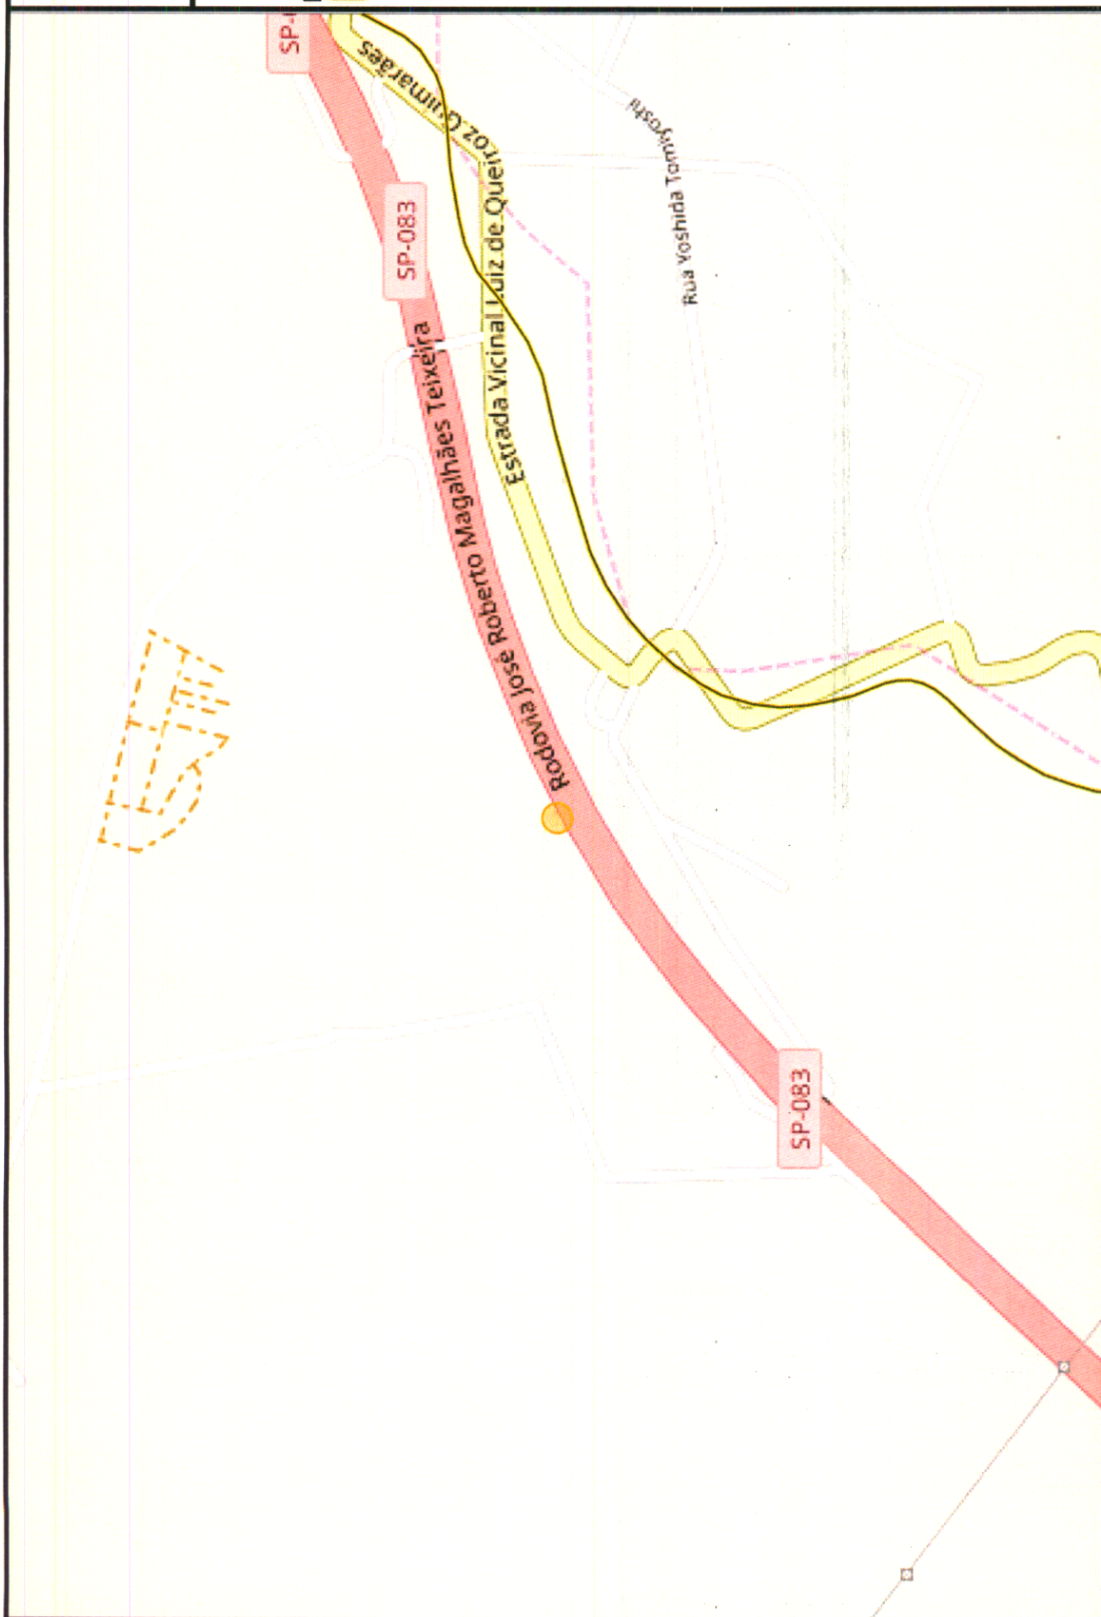 SP-083
Rodovia José Roberto Magalhães Teixeira
Estrada Vicinal Luiz de Queiroz Guimarães
Rua Yoshida Tomiyoshi
SP-083